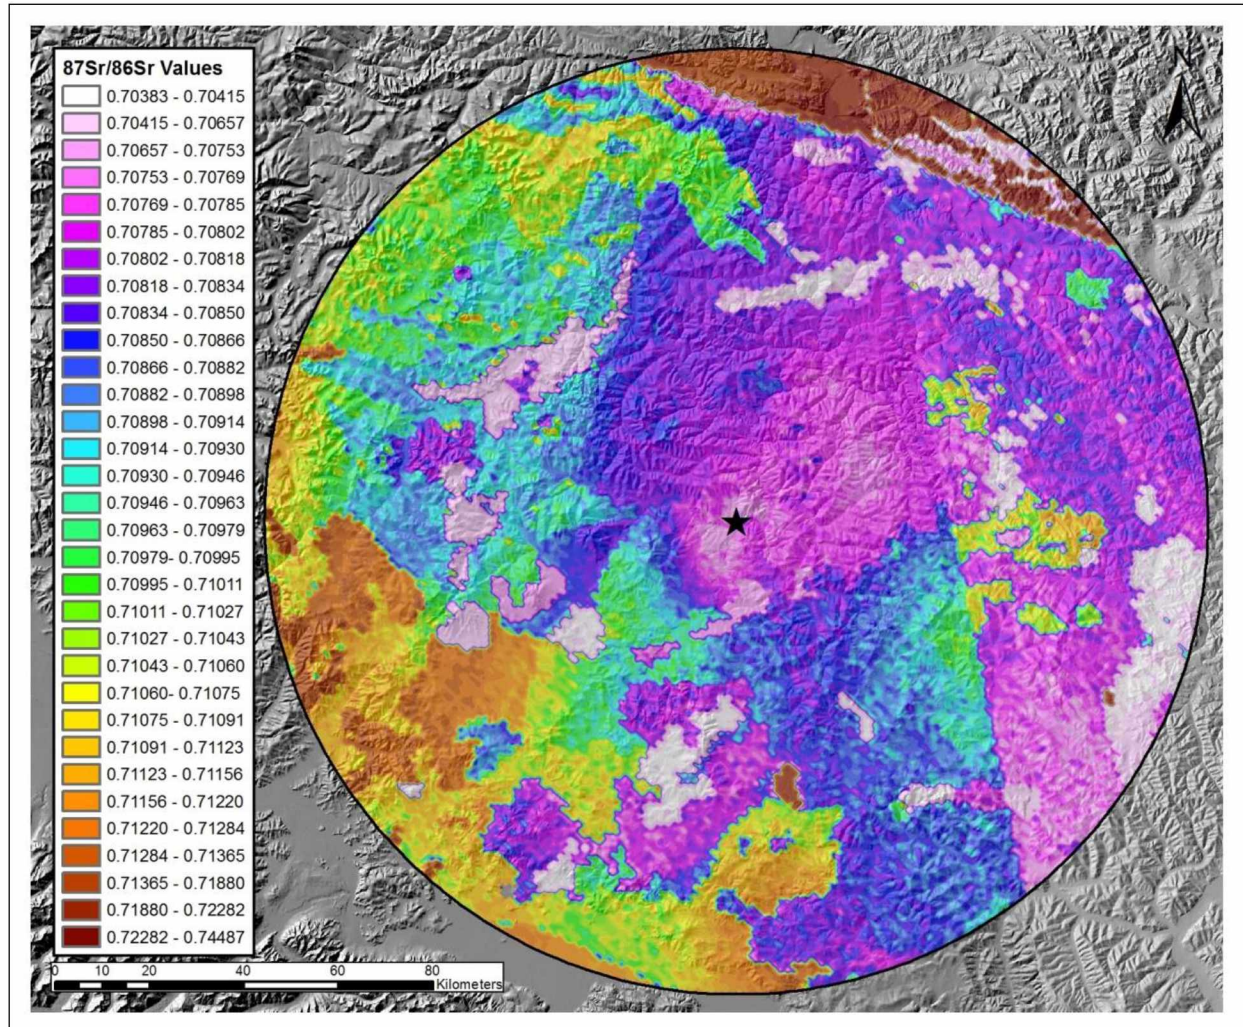 87Sr/86Sr Values
0.70383 - 0.70415
0.70415 - 0.70657
0.70657 - 0.70753
0.70753 - 0.70769
0.70769 - 0.70785
0.70785 - 0.70802
0.70802 - 0.70818
0.70818 - 0.70834
0.70834 - 0.70850
0.70850 - 0.70866
0.70866 - 0.70882
0.70882 - 0.70898
0.70898 - 0.70914
0.70914 - 0.70930
0.70930 - 0.70946
0.70946 - 0.70963
0.70963 - 0.70979
0.70979- 0.70995
0.70995 - 0.71011
0.71011 - 0.71027
0.71027 - 0.71043
0.71043 - 0.71060
0.71060- 0.71075
0.71075 - 0.71091
0.71091 - 0.71123
0.71123 - 0.71156
0.71156 - 0.71220
0.71220 - 0.71284
0.71284 - 0.71365
0.71365 - 0.71880
0.71880 - 0.72282
0.72282 - 0.74487
0 10 20 40 60 80
Kilometers